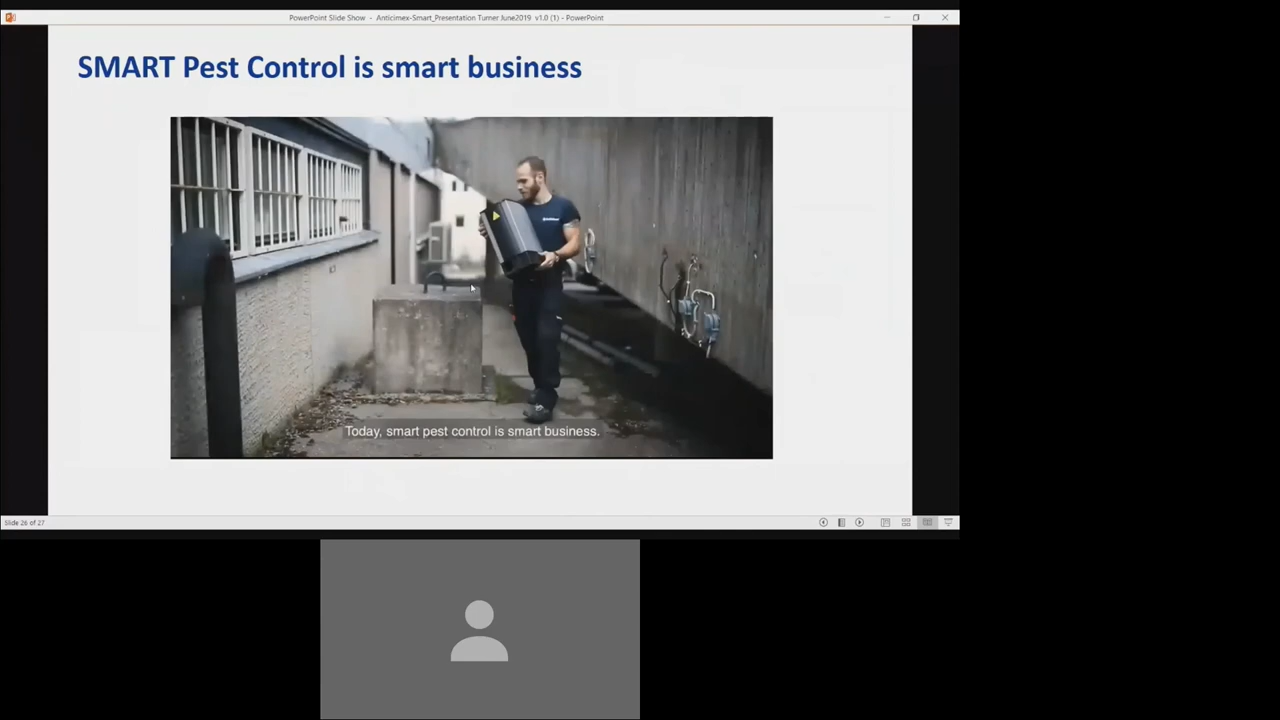 PowerPoint Slide Show - Anticimex-Smart_Presentation Turner June2019 v1.0 (1) - PowerPoint
SMART Pest Control is smart business
Today, smart pest control is smart business.
Slide 26 of 27